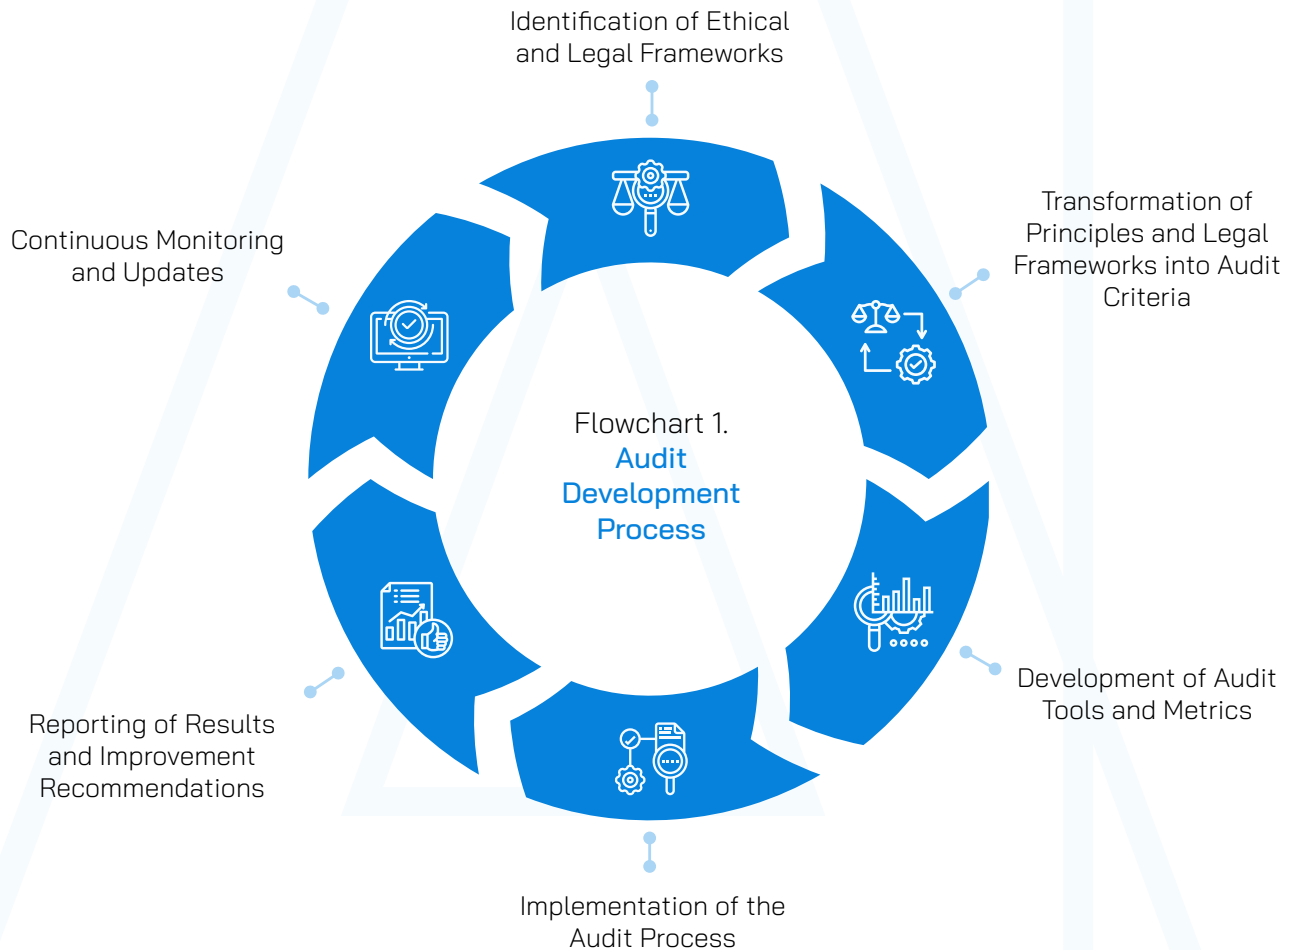 Identification of Ethical
and Legal Frameworks
Transformation of
Principles and Legal
Frameworks into Audit
Criteria
Continuous Monitoring
and Updates
Flowchart 1.
Audit
Development
Process
Development of Audit
Tools and Metrics
Reporting of Results
and Improvement
Recommendations
Implementation of the
Audit Process